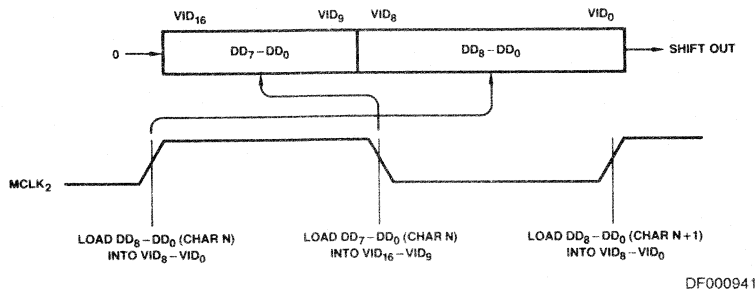 VID16 VID9 VID8 VID0
0 DD7–DD0 DD8–DD0 SHIFT OUT
MCLK2
LOAD DD8–DD0 (CHAR N) LOAD DD7–DD0 (CHAR N) LOAD DD8–DD0 (CHAR N+1)
INTO VID8–VID0 INTO VID16–VID9 INTO VID8–VID0
DF000941